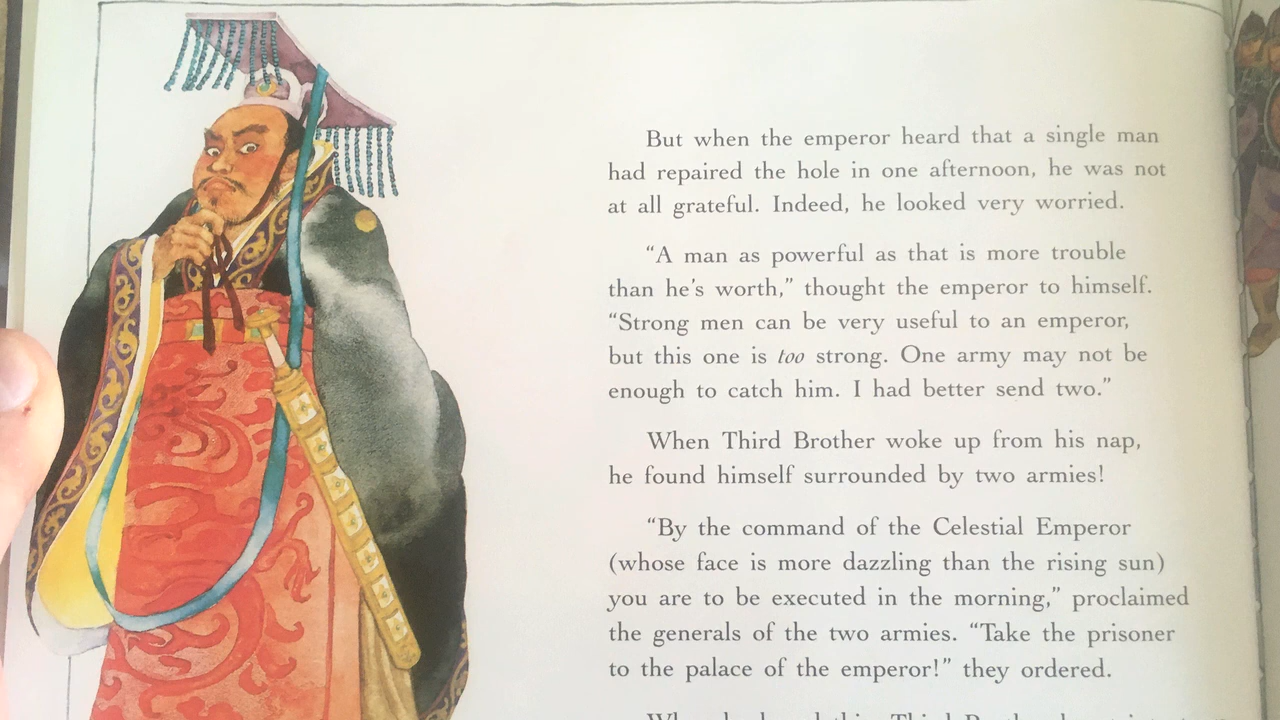 But when the emperor heard that a single man
had repaired the hole in one afternoon, he was not
at all grateful. Indeed, he looked very worried.
“A man as powerful as that is more trouble
than he’s worth,” thought the emperor to himself.
“Strong men can be very useful to an emperor,
but this one is too strong. One army may not be
enough to catch him. I had better send two.”
When Third Brother woke up from his nap,
he found himself surrounded by two armies!
“By the command of the Celestial Emperor
(whose face is more dazzling than the rising sun)
you are to be executed in the morning,” proclaimed
the generals of the two armies. “Take the prisoner
to the palace of the emperor!” they ordered.